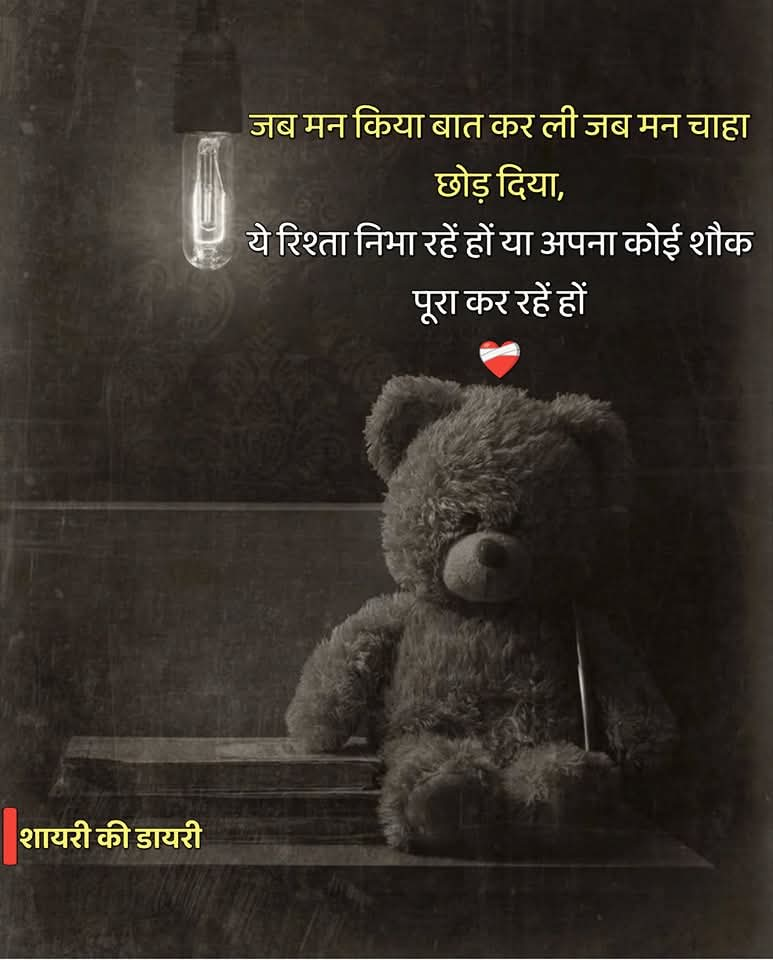 जब मन किया बात कर ली जब मन चाहा
छोड़ दिया,
ये रिश्ता निभा रहें हों या अपना कोई शौक
पूरा कर रहें हों
❤️‍🩹
शायरी की डायरी